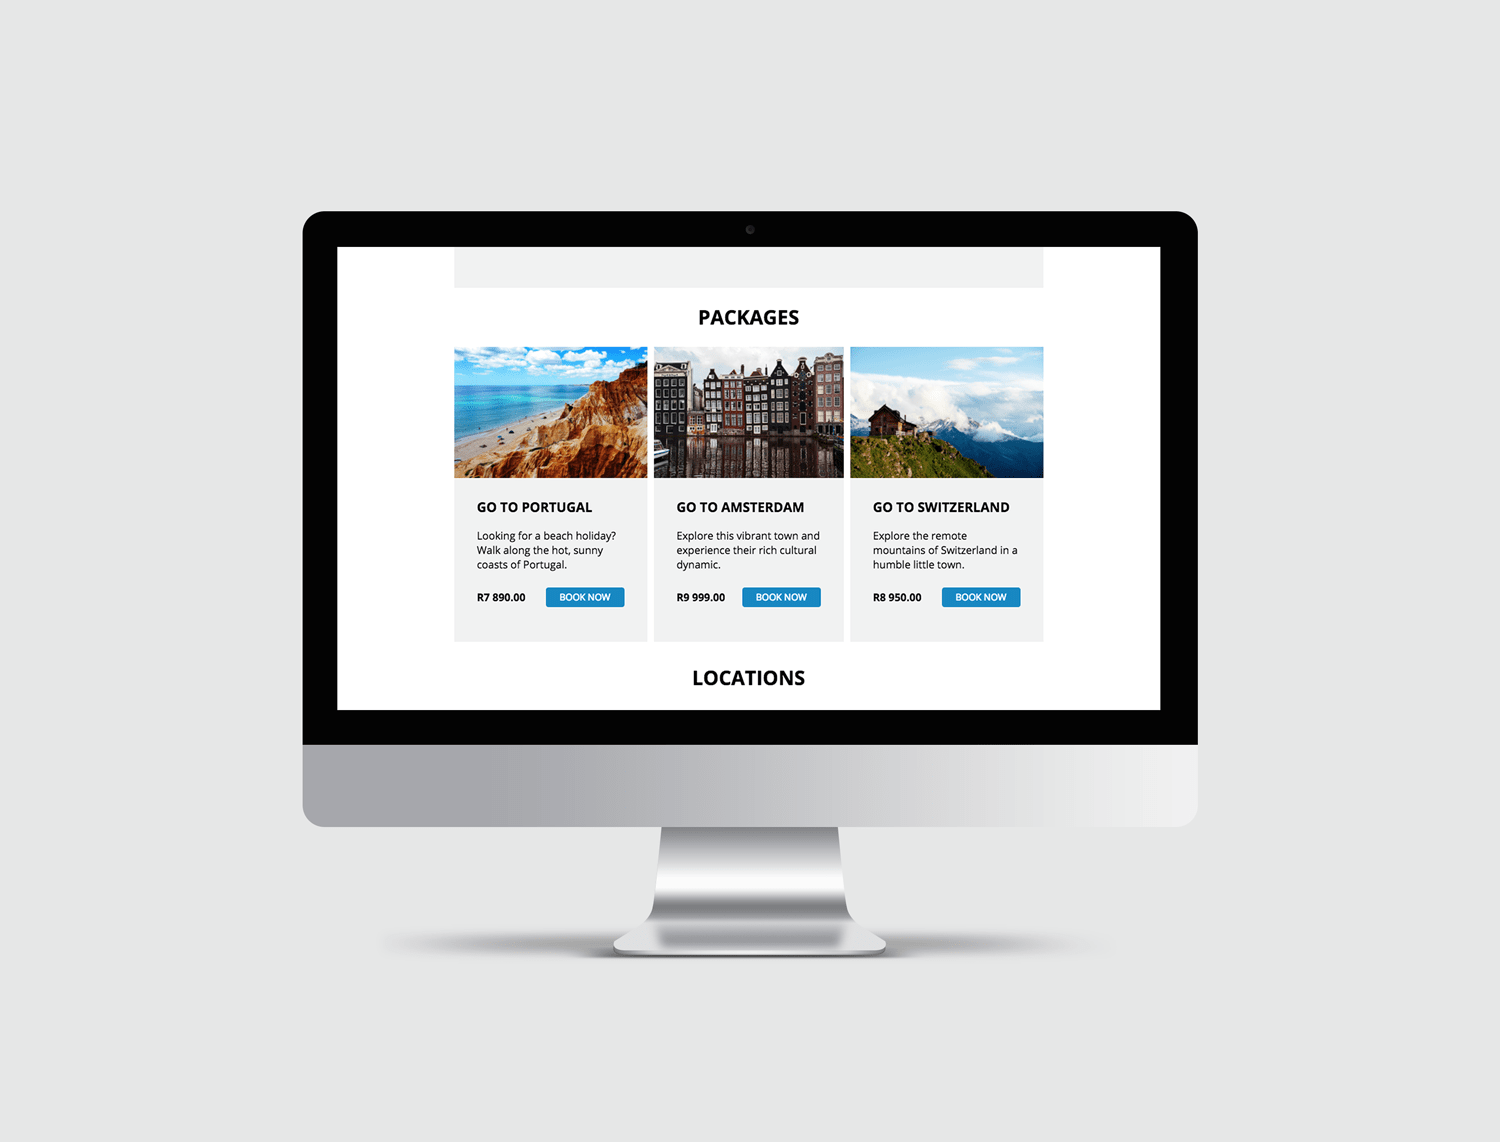 PACKAGES
GO TO PORTUGAL
Looking for a beach holiday?
Walk along the hot, sunny
coasts of Portugal.
R7 890.00 BOOK NOW
GO TO AMSTERDAM
Explore this vibrant town and
experience their rich cultural
dynamic.
R9 999.00 BOOK NOW
GO TO SWITZERLAND
Explore the remote
mountains of Switzerland in a
humble little town.
R8 950.00 BOOK NOW
LOCATIONS